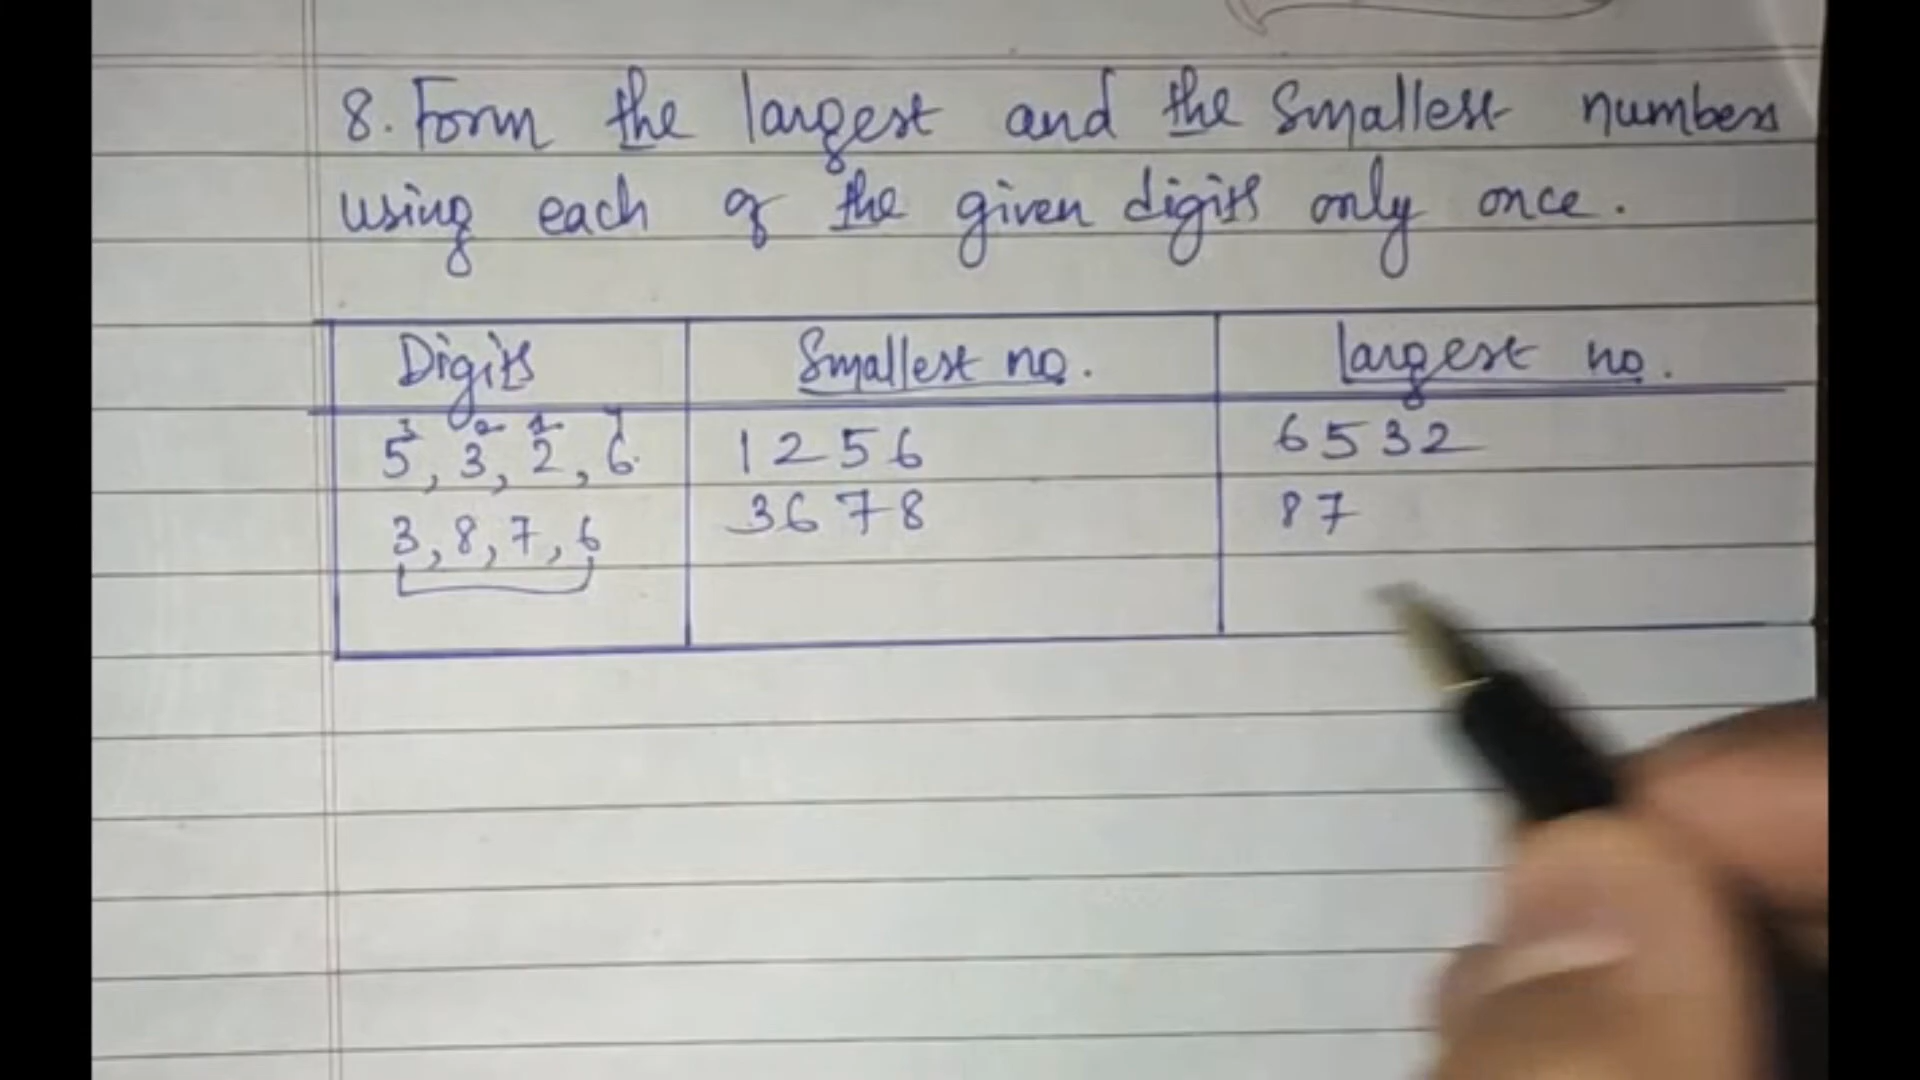 8. Form the largest and the Smallest numbers
using each of the given digits only once.
Digits Smallest no. largest no.
5, 3, 2, 6 1256 6532
3, 8, 7, 6 3678 87